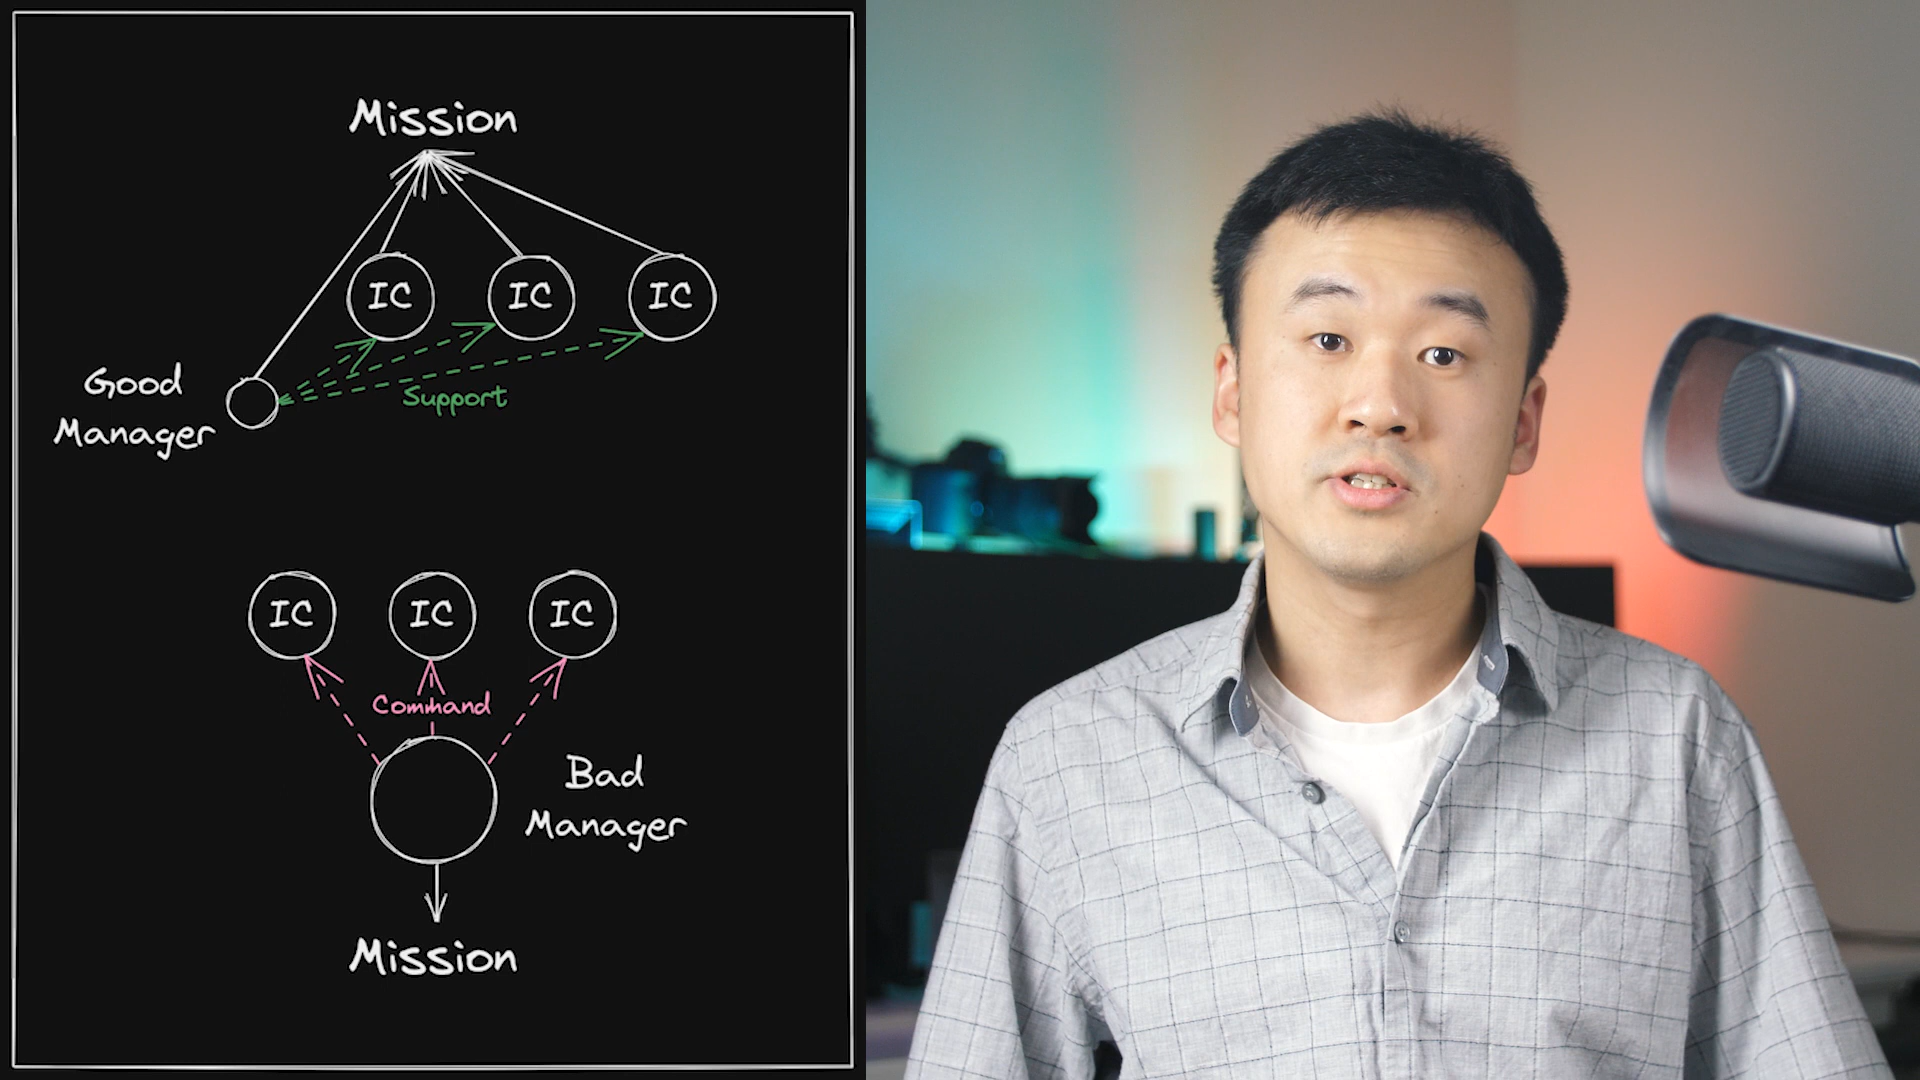 Mission
IC IC IC
Good
Manager
Support
IC IC IC
Command
Bad
Manager
Mission